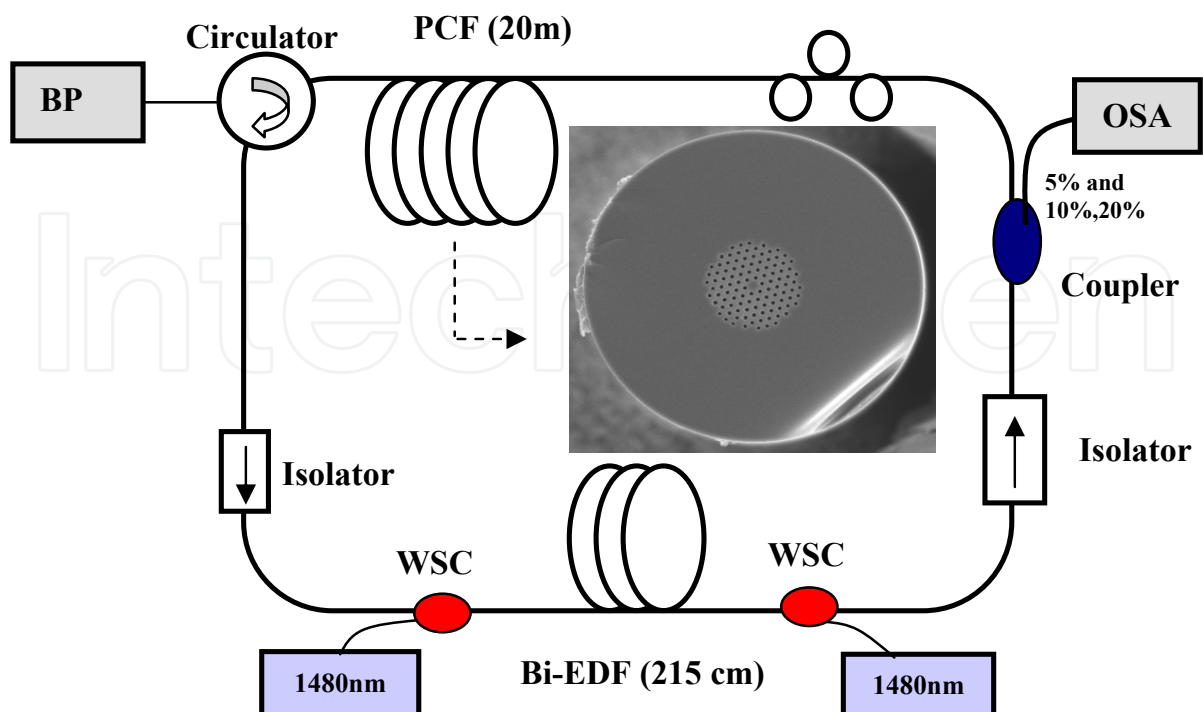 Circulator
PCF (20m)
BP
OSA
5% and
10%,20%
Coupler
Isolator
Isolator
WSC
WSC
1480nm
Bi-EDF (215 cm)
1480nm